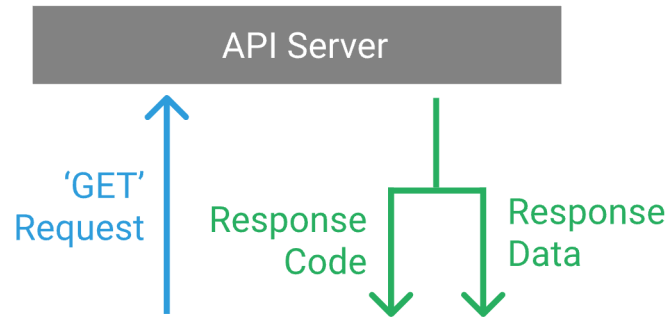 API Server
‘GET’
Request
Response
Code
Response
Data